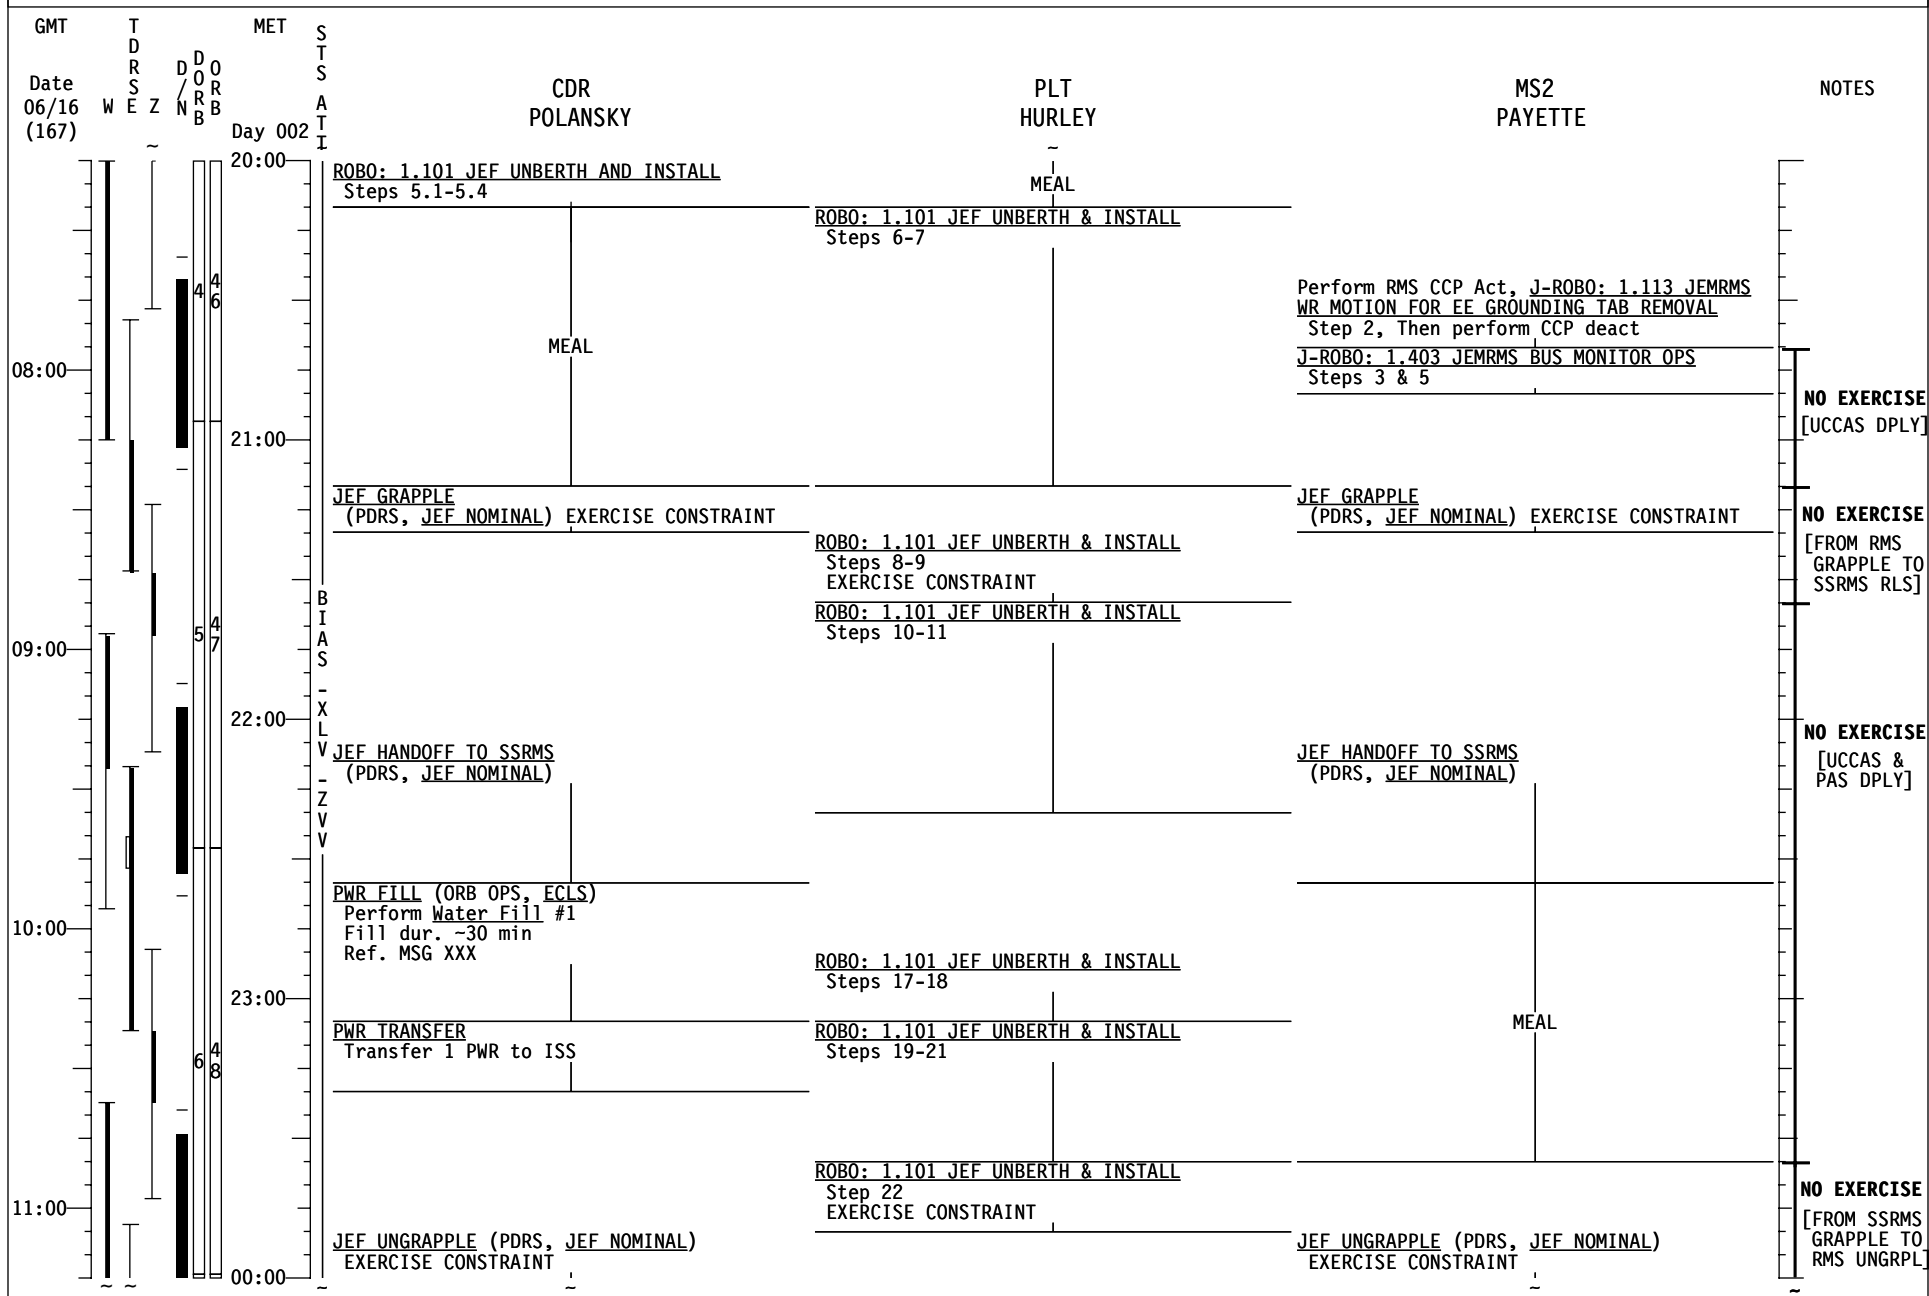 GMT
TDRS
MET
STS ATT
Date
06/16
(167)
W E Z
D/N
DORB
ORB
Day 002
CDR
POLANSKY
PLT
HURLEY
MS2
PAYETTE
NOTES
~
~
20:00
ROBO: 1.101 JEF UNBERTH AND INSTALL
Steps 5.1-5.4
MEAL
ROBO: 1.101 JEF UNBERTH & INSTALL
Steps 6-7
4
46
Perform RMS CCP Act, J-ROBO: 1.113 JEMRMS
WR MOTION FOR EE GROUNDING TAB REMOVAL
Step 2, Then perform CCP deact
MEAL
J-ROBO: 1.403 JEMRMS BUS MONITOR OPS
Steps 3 & 5
08:00
NO EXERCISE
[UCCAS DPLY]
21:00
JEF GRAPPLE
(PDRS, JEF NOMINAL) EXERCISE CONSTRAINT
JEF GRAPPLE
(PDRS, JEF NOMINAL) EXERCISE CONSTRAINT
NO EXERCISE
[FROM RMS
GRAPPLE TO
SSRMS RLS]
ROBO: 1.101 JEF UNBERTH & INSTALL
Steps 8-9
EXERCISE CONSTRAINT
ROBO: 1.101 JEF UNBERTH & INSTALL
Steps 10-11
BIAS -XLV -ZVV
5
47
09:00
22:00
NO EXERCISE
[UCCAS &
PAS DPLY]
JEF HANDOFF TO SSRMS
(PDRS, JEF NOMINAL)
JEF HANDOFF TO SSRMS
(PDRS, JEF NOMINAL)
PWR FILL (ORB OPS, ECLS)
Perform Water Fill #1
Fill dur. ~30 min
Ref. MSG XXX
10:00
ROBO: 1.101 JEF UNBERTH & INSTALL
Steps 17-18
23:00
PWR TRANSFER
Transfer 1 PWR to ISS
ROBO: 1.101 JEF UNBERTH & INSTALL
Steps 19-21
MEAL
6
48
ROBO: 1.101 JEF UNBERTH & INSTALL
Step 22
EXERCISE CONSTRAINT
11:00
NO EXERCISE
[FROM SSRMS
GRAPPLE TO
RMS UNGRPL]
JEF UNGRAPPLE (PDRS, JEF NOMINAL)
EXERCISE CONSTRAINT
JEF UNGRAPPLE (PDRS, JEF NOMINAL)
EXERCISE CONSTRAINT
00:00
~ ~ ~ ~ ~ ~